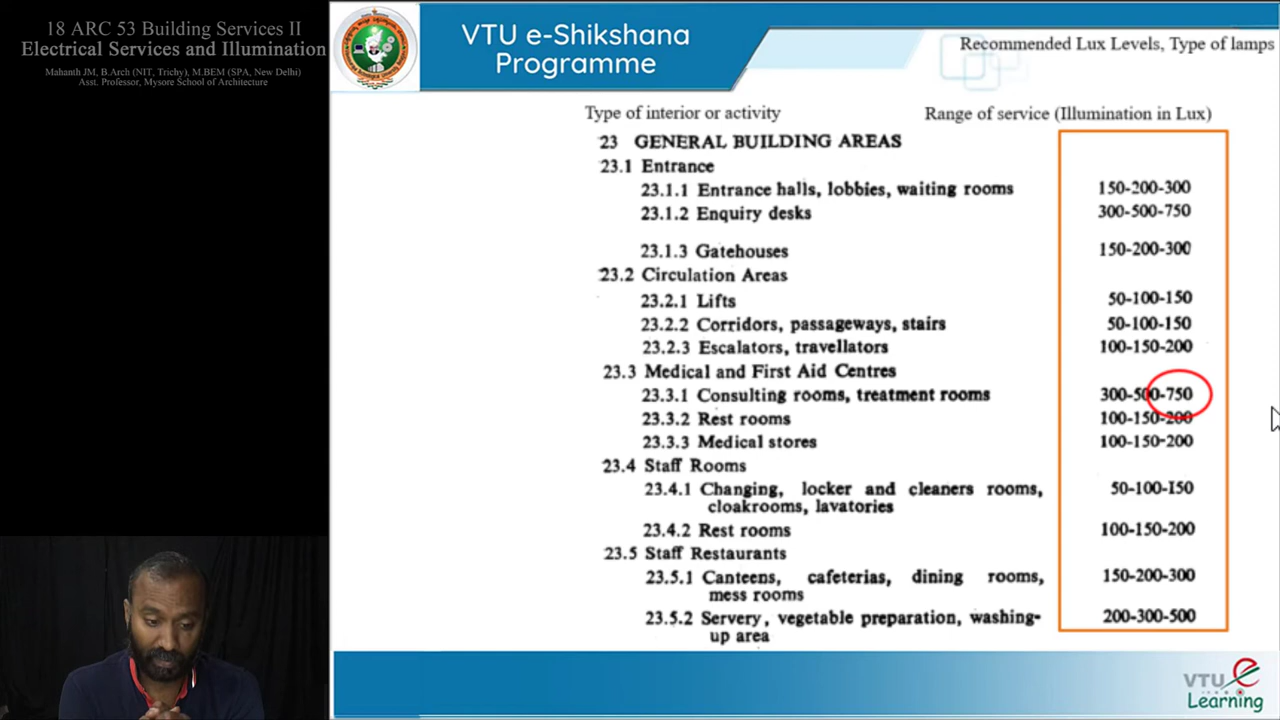 18 ARC 53 Building Services II
Electrical Services and Illumination
Mahanth JM, B.Arch (NIT, Trichy), M.BEM (SPA, New Delhi)
Asst. Professor, Mysore School of Architecture
VTU e-Shikshana
Programme
Recommended Lux Levels, Type of lamps
Type of interior or activity Range of service (Illumination in Lux)
23 GENERAL BUILDING AREAS
23.1 Entrance
23.1.1 Entrance halls, lobbies, waiting rooms 150-200-300
23.1.2 Enquiry desks 300-500-750
23.1.3 Gatehouses 150-200-300
23.2 Circulation Areas
23.2.1 Lifts 50-100-150
23.2.2 Corridors, passageways, stairs 50-100-150
23.2.3 Escalators, travellators 100-150-200
23.3 Medical and First Aid Centres
23.3.1 Consulting rooms, treatment rooms 300-500-750
23.3.2 Rest rooms 100-150-200
23.3.3 Medical stores 100-150-200
23.4 Staff Rooms
23.4.1 Changing, locker and cleaners rooms, 50-100-150
cloakrooms, lavatories
23.4.2 Rest rooms 100-150-200
23.5 Staff Restaurants
23.5.1 Canteens, cafeterias, dining rooms, 150-200-300
mess rooms
23.5.2 Servery, vegetable preparation, washing- 200-300-500
up area
VTU e
Learning